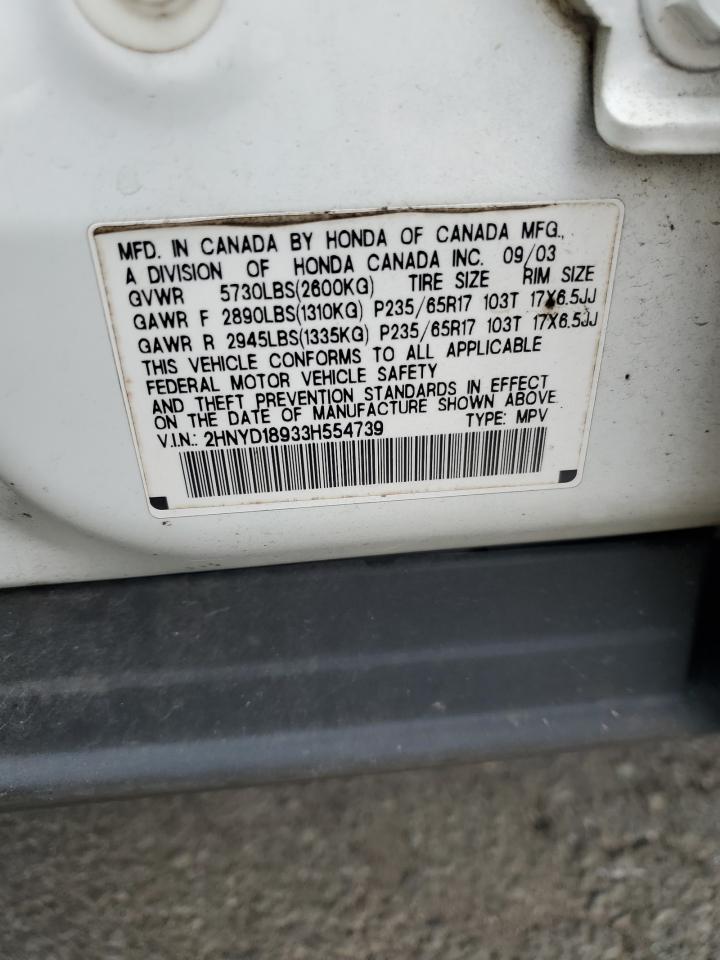 MFD. IN CANADA BY HONDA OF CANADA MFG.,
A DIVISION OF HONDA CANADA INC. 09/03
GVWR 5730LBS(2600KG) TIRE SIZE RIM SIZE
GAWR F 2890LBS(1310KG) P235/65R17 103T 17X6.5JJ
GAWR R 2945LBS(1335KG) P235/65R17 103T 17X6.5JJ
THIS VEHICLE CONFORMS TO ALL APPLICABLE
FEDERAL MOTOR VEHICLE SAFETY
AND THEFT PREVENTION STANDARDS IN EFFECT
ON THE DATE OF MANUFACTURE SHOWN ABOVE
V.I.N.: 2HNYD18933H554739 TYPE: MPV